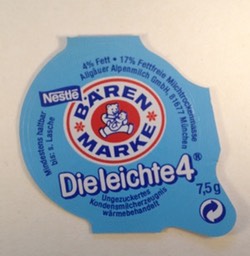 4% Fett • 17% Fettfreie Milchtrockenmasse
Allgäuer Alpenmilch GmbH, 81677 München
Mindestens haltbar
bis: s. Lasche
Nestlé
BÄREN
MARKE
Die leichte 4®
7,5 g
Ungezuckertes
Kondensmilcherzeugnis
wärmebehandelt